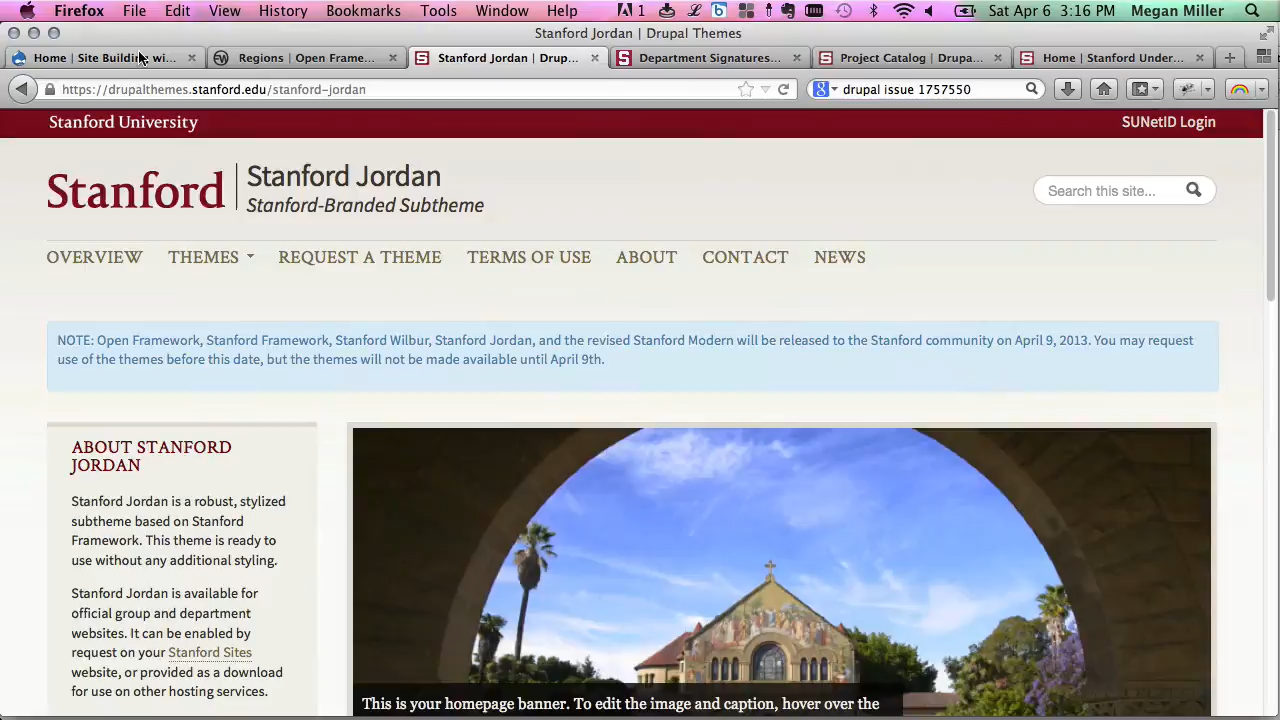 Firefox File Edit View History Bookmarks Tools Window Help 1 Sat Apr 6 3:16 PM Megan Miller
Stanford Jordan | Drupal Themes
Home | Site Building wi... Regions | Open Frame... Stanford Jordan | Drup... Department Signatures... Project Catalog | Drupa... Home | Stanford Under...
https://drupalthemes.stanford.edu/stanford-jordan drupal issue 1757550
Stanford University SUNetID Login
Stanford Stanford Jordan
Stanford-Branded Subtheme
Search this site...
OVERVIEW THEMES REQUEST A THEME TERMS OF USE ABOUT CONTACT NEWS
NOTE: Open Framework, Stanford Framework, Stanford Wilbur, Stanford Jordan, and the revised Stanford Modern will be released to the Stanford community on April 9, 2013. You may request
use of the themes before this date, but the themes will not be made available until April 9th.
ABOUT STANFORD
JORDAN
Stanford Jordan is a robust, stylized
subtheme based on Stanford
Framework. This theme is ready to
use without any additional styling.
Stanford Jordan is available for
official group and department
websites. It can be enabled by
request on your Stanford Sites
website, or provided as a download
for use on other hosting services.
This is your homepage banner. To edit the image and caption, hover over the